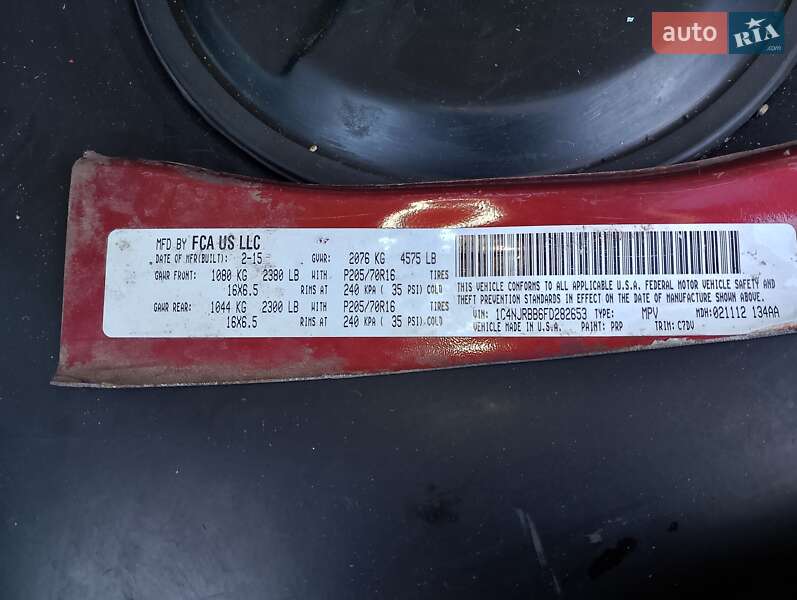 auto RIA.com
MFD BY FCA US LLC
DATE OF MFR(BUILT): 2-15 GVWR: 2076 KG 4575 LB
GAWR FRONT: 1080 KG 2380 LB WITH P205/70R16 TIRES
16X6.5 RIMS AT 240 KPA ( 35 PSI) COLD
GAWR REAR: 1044 KG 2300 LB WITH P205/70R16 TIRES
16X6.5 RIMS AT 240 KPA ( 35 PSI) COLD
THIS VEHICLE CONFORMS TO ALL APPLICABLE U.S.A. FEDERAL MOTOR VEHICLE SAFETY AND
THEFT PREVENTION STANDARDS IN EFFECT ON THE DATE OF MANUFACTURE SHOWN ABOVE.
VIN: 1C4NJRBB6FD282653 TYPE: MPV MDH:021112 134AA
VEHICLE MADE IN U.S.A. PAINT: PRP TRIM: C7DV